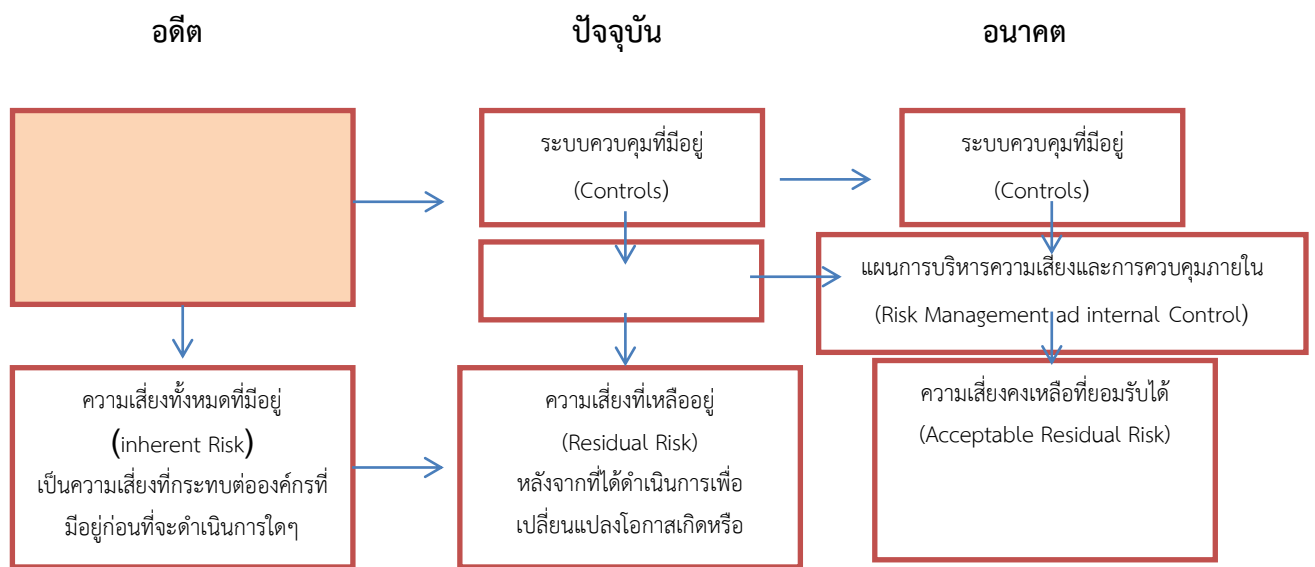 อดีต
ปัจจุบัน
อนาคต
ระบบควบคุมที่มีอยู่
(Controls)
ระบบควบคุมที่มีอยู่
(Controls)
แผนการบริหารความเสี่ยงและการควบคุมภายใน
(Risk Management ad internal Control)
ความเสี่ยงทั้งหมดที่มีอยู่
(inherent Risk)
เป็นความเสี่ยงที่กระทบต่อองค์กรที่
มีอยู่ก่อนที่จะดำเนินการใดๆ
ความเสี่ยงที่เหลืออยู่
(Residual Risk)
หลังจากที่ได้ดำเนินการเพื่อ
เปลี่ยนแปลงโอกาสเกิดหรือ
ความเสี่ยงคงเหลือที่ยอมรับได้
(Acceptable Residual Risk)